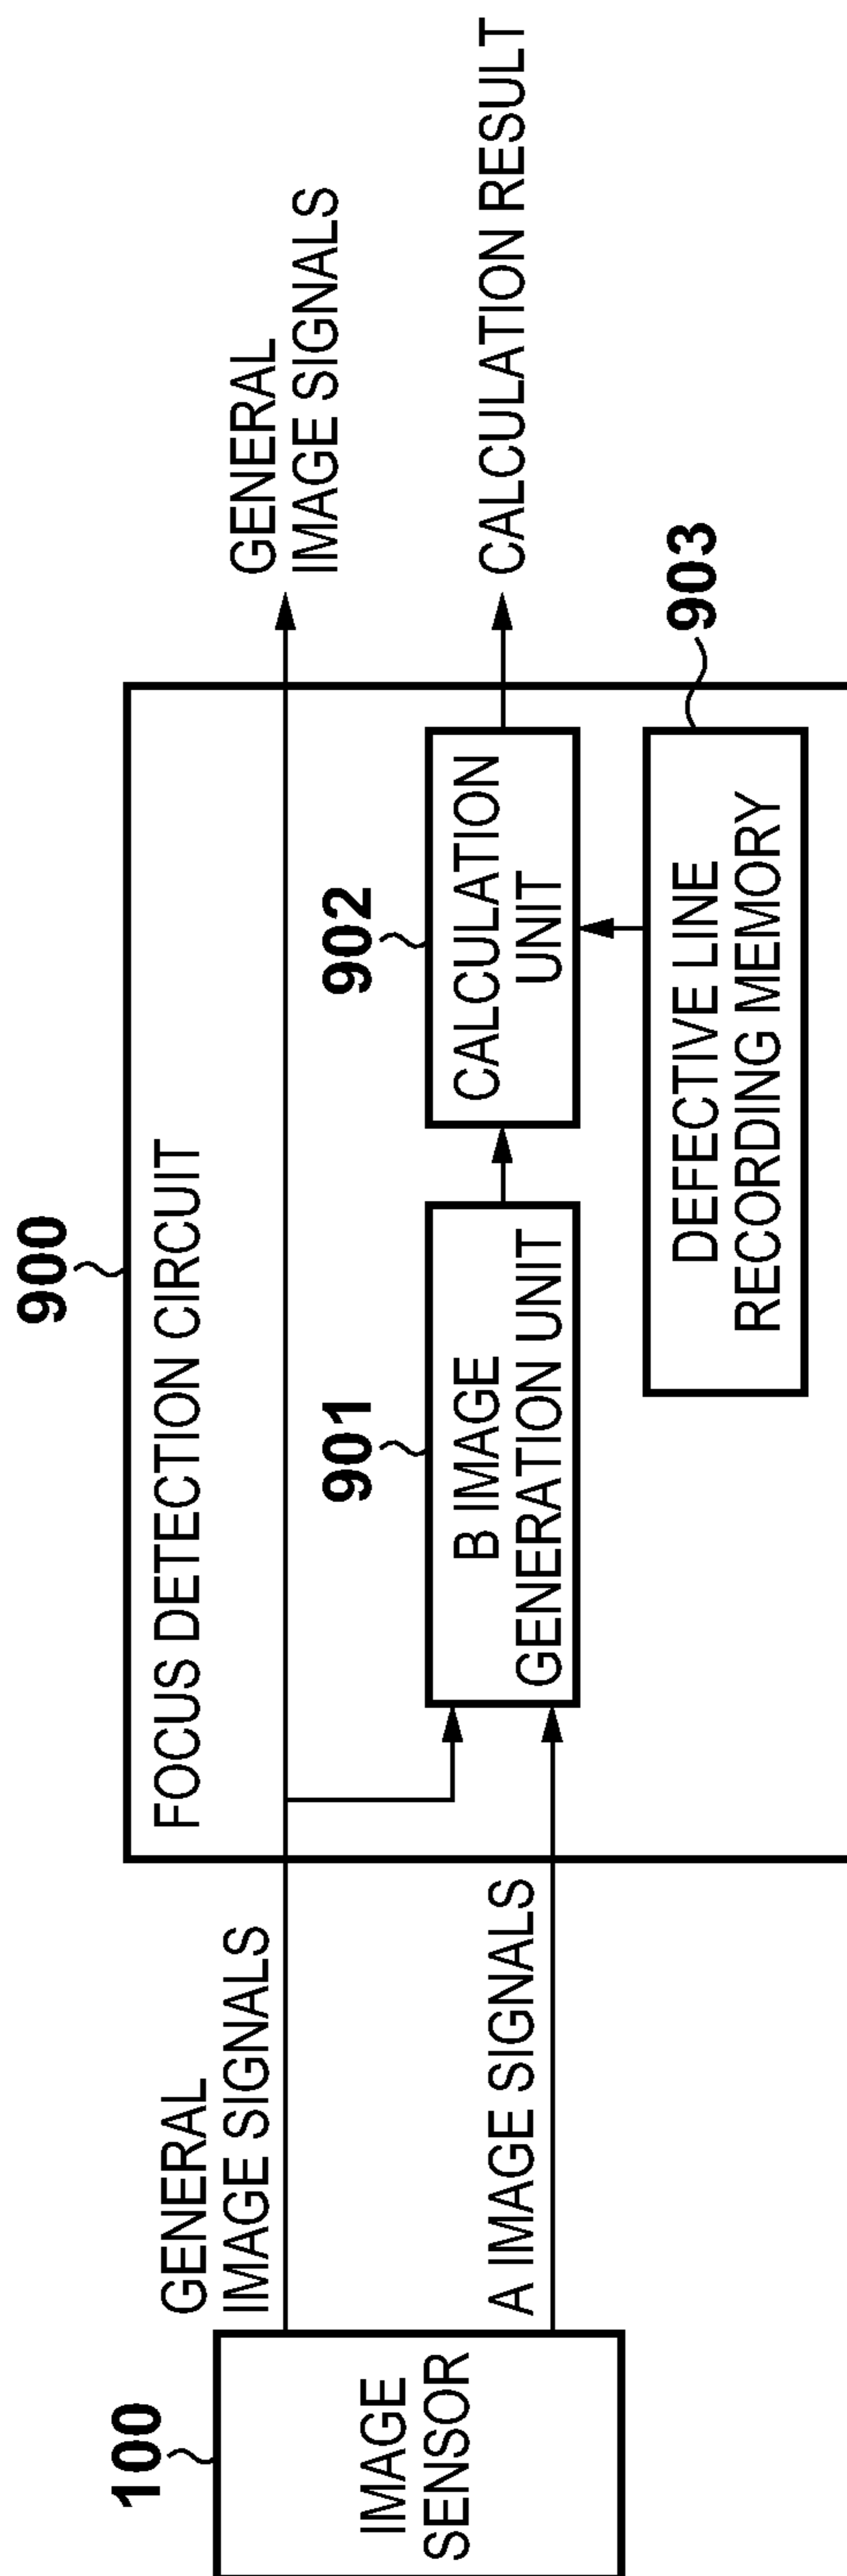 900
FOCUS DETECTION CIRCUIT
100
IMAGE
SENSOR
GENERAL
IMAGE SIGNALS
A IMAGE SIGNALS
901
B IMAGE
GENERATION UNIT
902
CALCULATION
UNIT
903
DEFECTIVE LINE
RECORDING MEMORY
GENERAL
IMAGE SIGNALS
CALCULATION RESULT